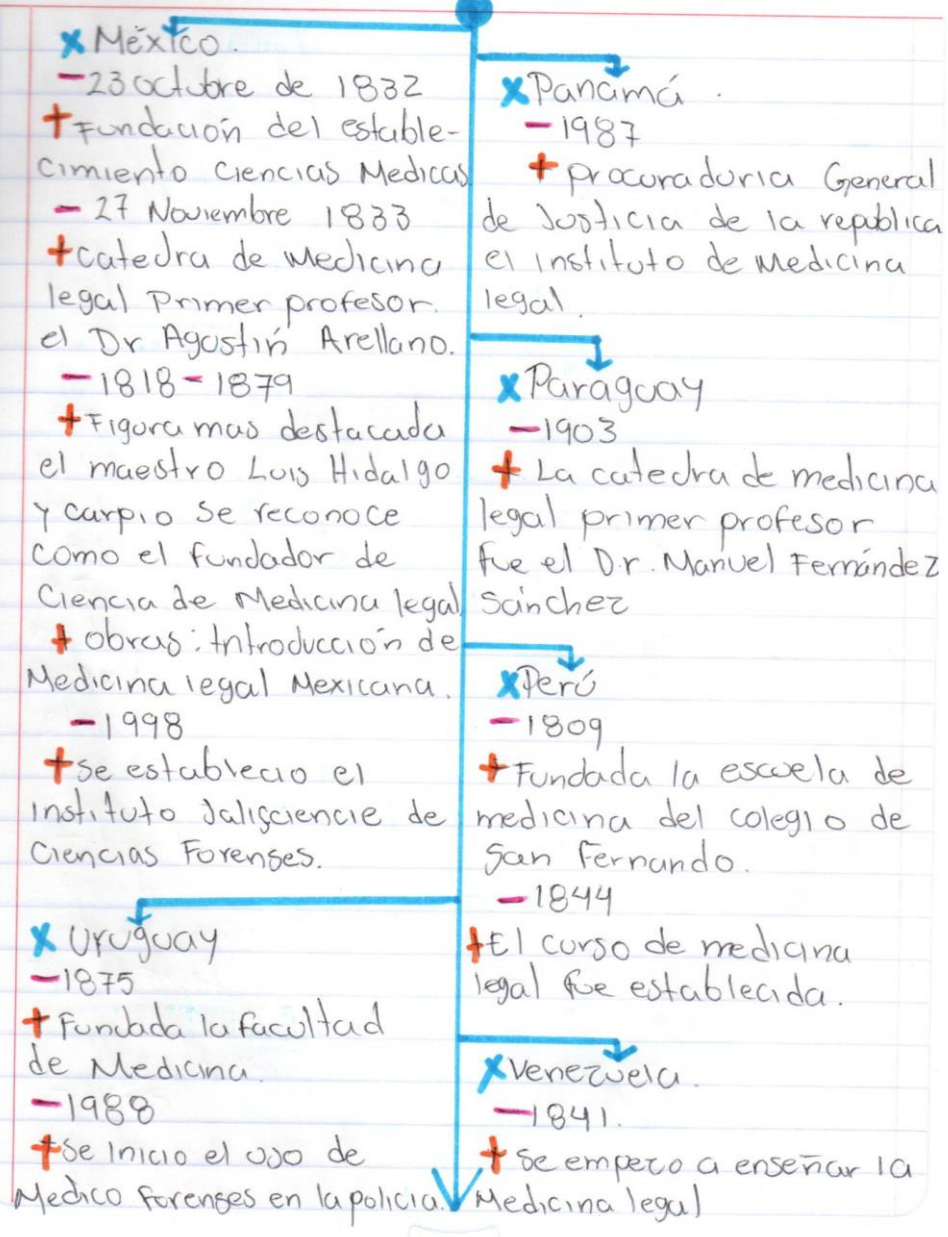 México.
- 23 octubre de 1832
+ Fundación del estable-
cimiento Ciencias Medicas
- 27 Noviembre 1833
+ catedra de Medicina
legal Primer profesor.
el Dr Agostín Arellano.
- 1818 - 1879
+ Figura mas destacada
el maestro Luis Hidalgo
y carpio Se reconoce
como el fundador de
Ciencia de Medicina legal
+ obras: Introducción de
Medicina legal Mexicana.
- 1998
+ se establecio el
instituto Jalisciencie de
Ciencias Forenses.
x Uruguay
- 1875
+ Fundada la facultad
de Medicina.
- 1988
+ se Inicio el uso de
Medico forenses en la policia.
x Panamá.
- 1987
+ procuraduria General
de Justicia de la republica
el instituto de Medicina
legal.
x Paraguay
- 1903
+ La catedra de medicina
legal primer profesor
fue el Dr. Manuel Fernández
sánchez
x Perú
- 1809
+ Fundada la escuela de
medicina del colegio de
San Fernando.
- 1844
+ El curso de medicina
legal fue establecida.
x Venezuela.
- 1841.
+ se empezo a enseñar la
Medicina legal